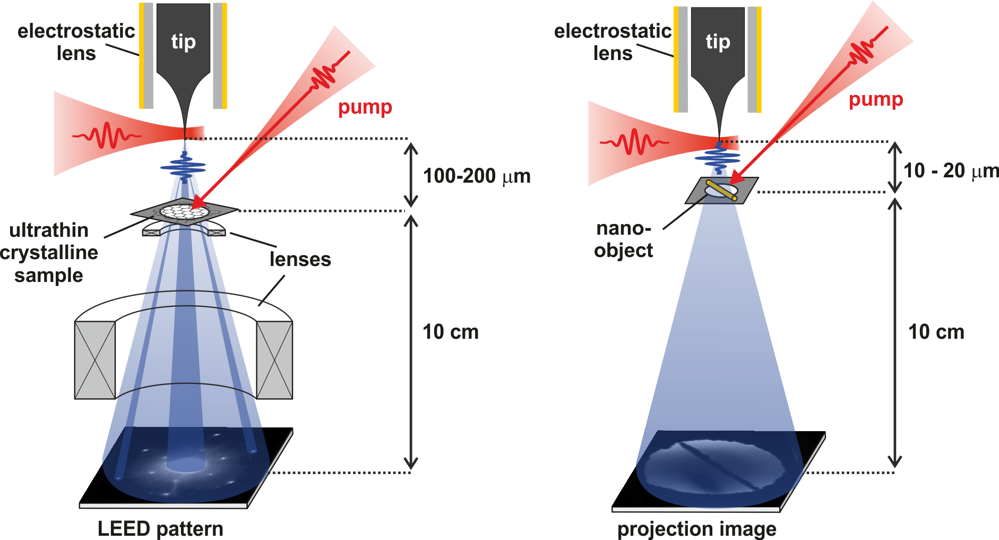 electrostatic
lens
tip
pump
100-200 μm
ultrathin
crystalline
sample
lenses
10 cm
LEED pattern
electrostatic
lens
tip
pump
10 - 20 μm
nano-
object
10 cm
projection image